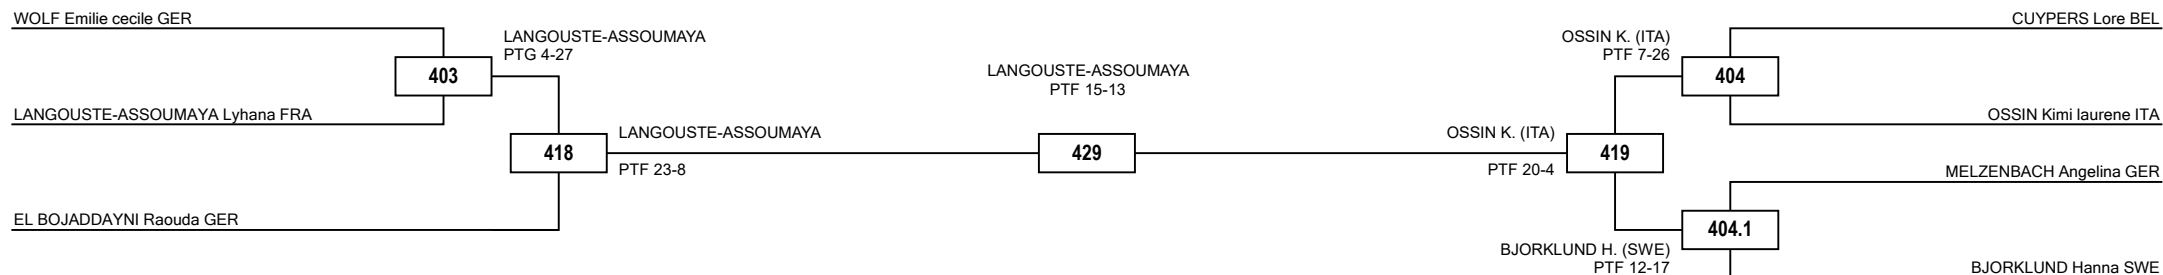 WOLF Emilie cecile GER
CUYPERS Lore BEL
LANGOUSTE-ASSOUMAYA
PTG 4-27
OSSIN K. (ITA)
PTF 7-26
403
LANGOUSTE-ASSOUMAYA
PTF 15-13
404
LANGOUSTE-ASSOUMAYA Lyhana FRA
OSSIN Kimi laurene ITA
418
LANGOUSTE-ASSOUMAYA
PTF 23-8
429
OSSIN K. (ITA)
PTF 20-4
419
MELZENBACH Angelina GER
EL BOJADDAYNI Raouda GER
404.1
BJORKLUND H. (SWE)
PTF 12-17
BJORKLUND Hanna SWE